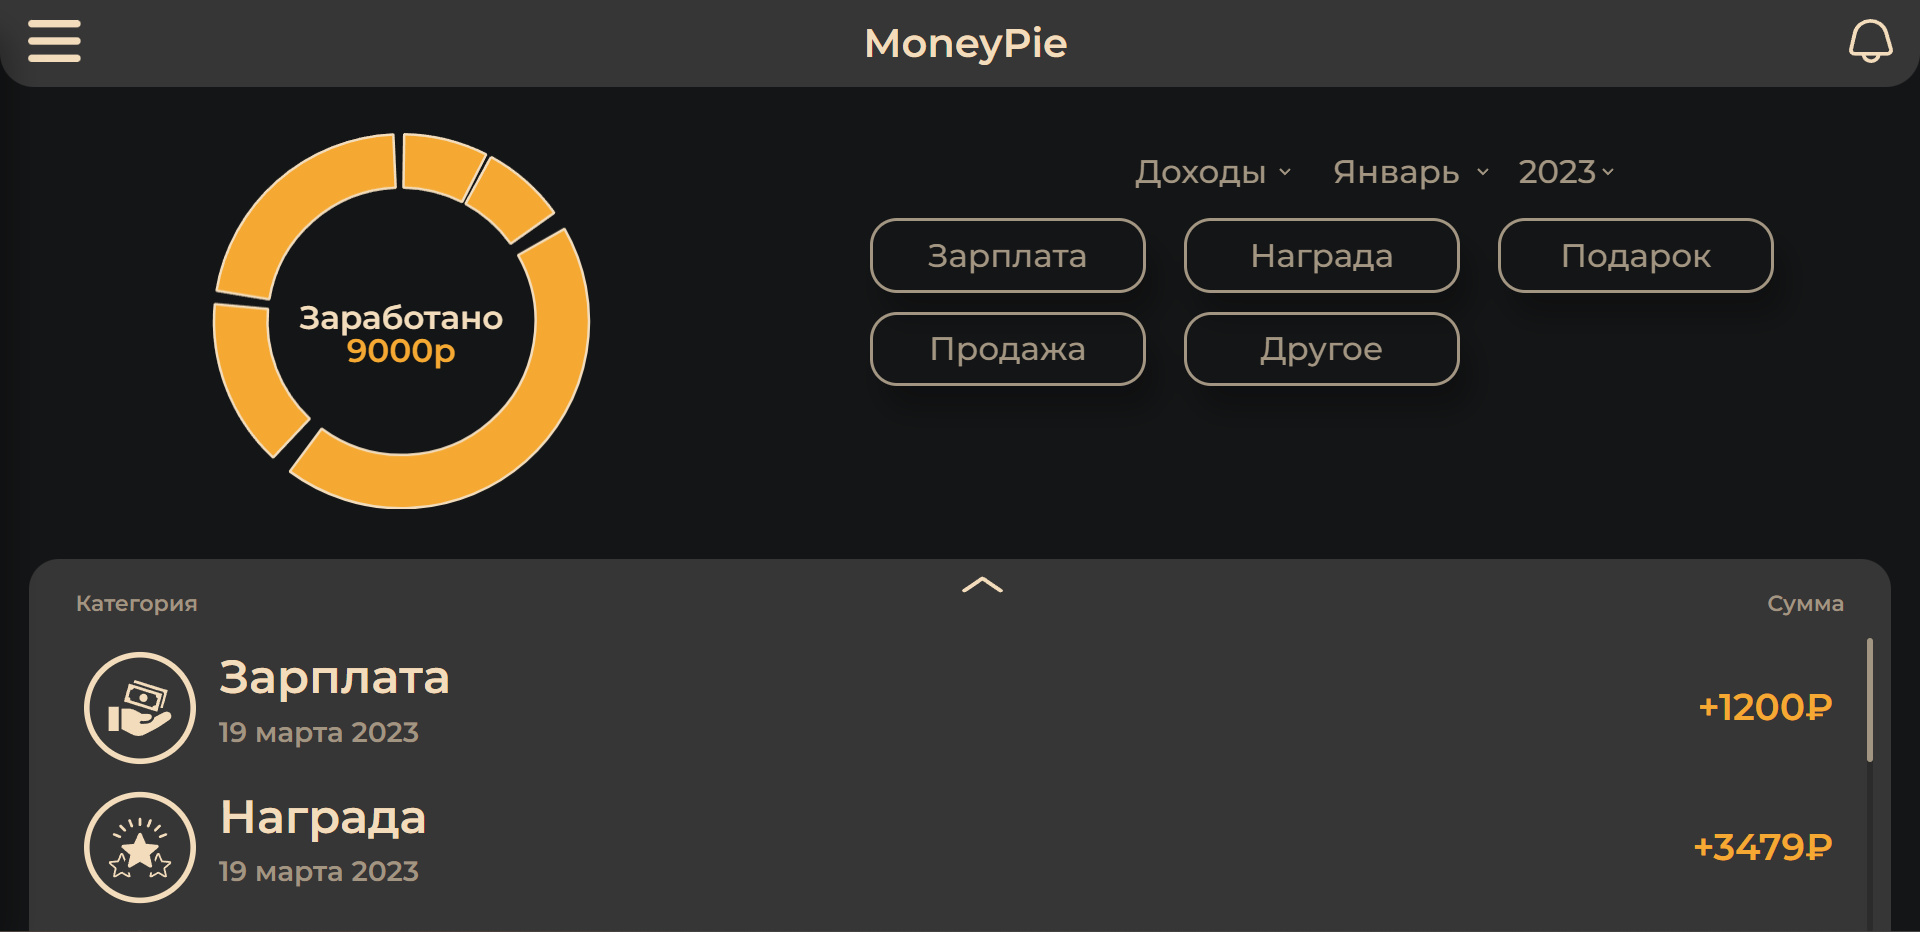 MoneyPie
Заработано
9000р
Доходы Январь 2023
Зарплата Награда Подарок
Продажа Другое
Категория Сумма
Зарплата
19 марта 2023
+1200₽
Награда
19 марта 2023
+3479₽